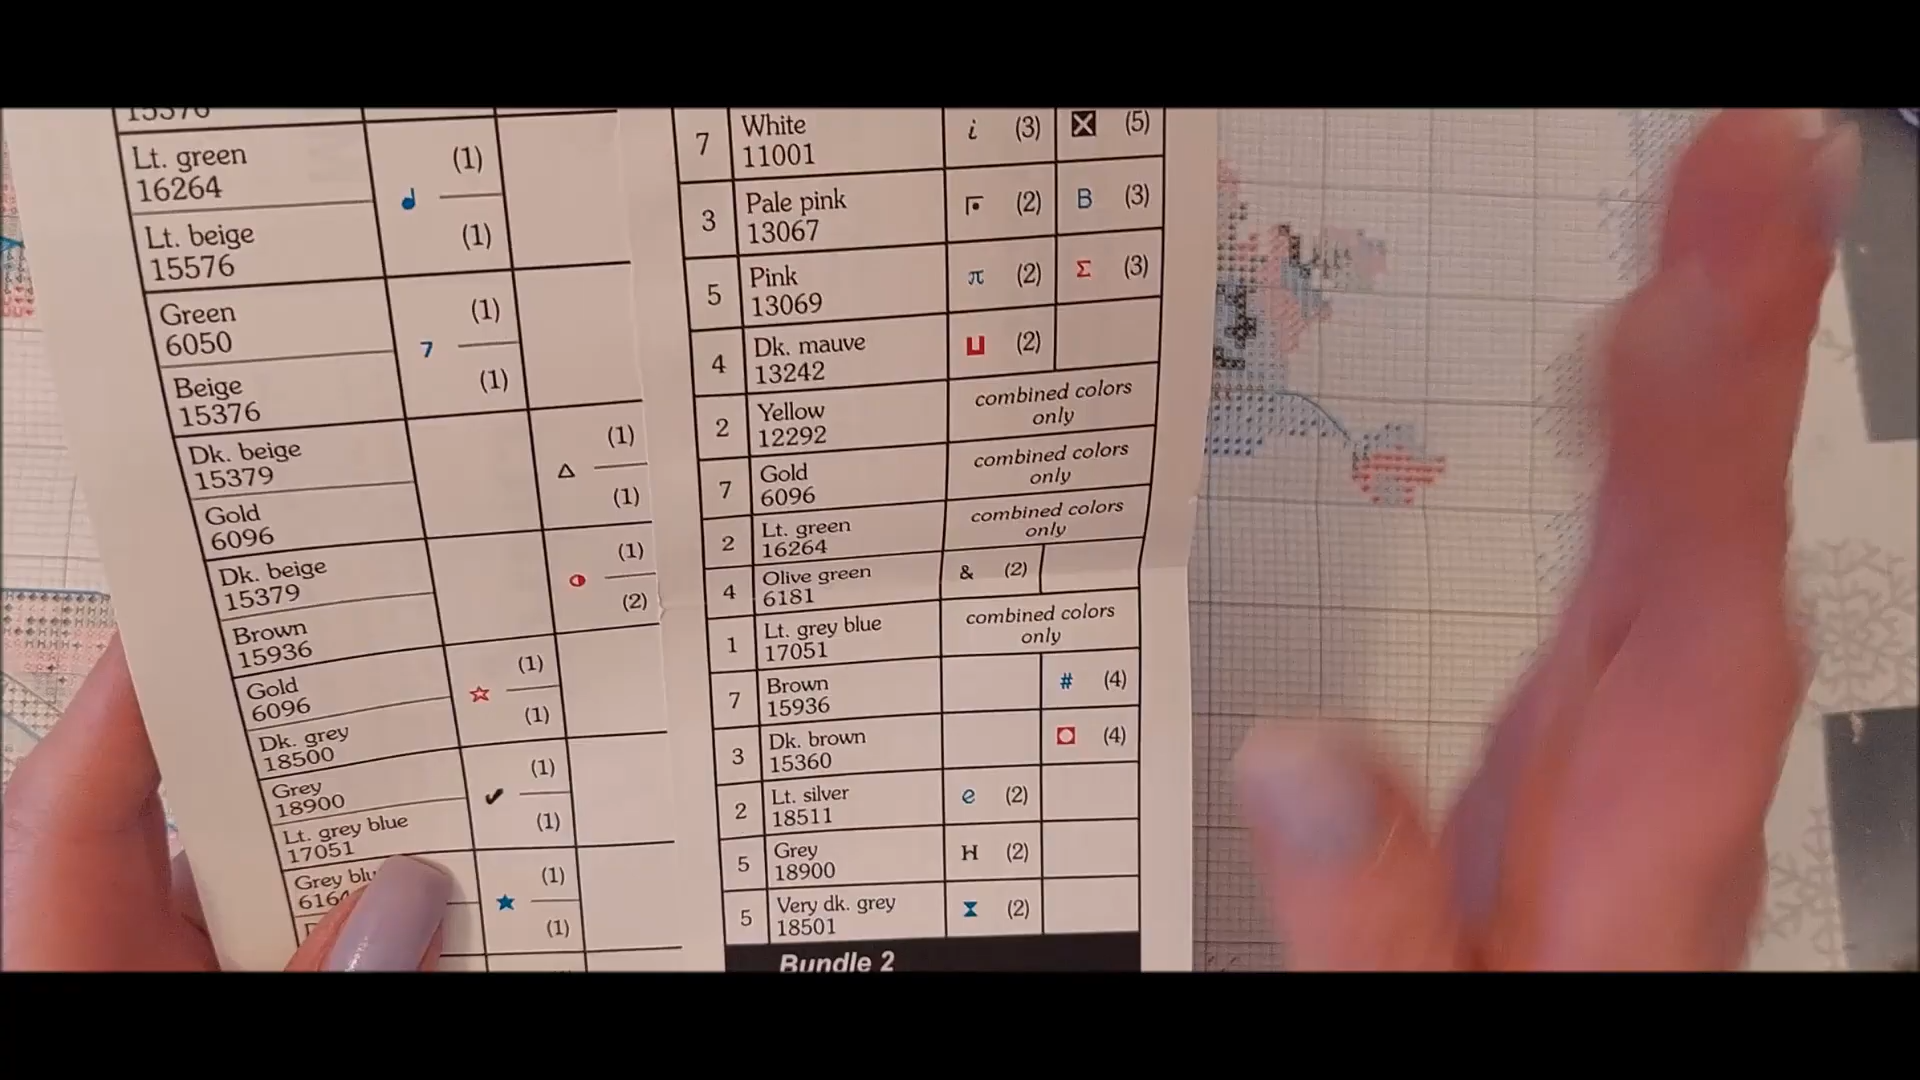 15376
Lt. green
16264
(1)
(1)
Lt. beige
15576
Green
6050
7
(1)
(1)
Beige
15376
Dk. beige
15379
△
(1)
(1)
Gold
6096
Dk. beige
15379
(1)
(2)
Brown
15936
Gold
6096
☆
(1)
(1)
Dk. grey
18500
Grey
18900
✔
(1)
(1)
Lt. grey blue
17051
Grey
★
(1)
(1)
7
White
11001
i (3)
(5)
3
Pale pink
13067
(2)
B (3)
5
Pink
13069
π (2)
Σ (3)
4
Dk. mauve
13242
(2)
2
Yellow
12292
combined colors
only
7
Gold
6096
combined colors
only
2
Lt. green
16264
combined colors
only
4
Olive green
6181
& (2)
1
Lt. grey blue
17051
combined colors
only
7
Brown
15936
# (4)
3
Dk. brown
15360
(4)
2
Lt. silver
18511
e (2)
5
Grey
18900
H (2)
5
Very dk. grey
18501
(2)
Bundle 2